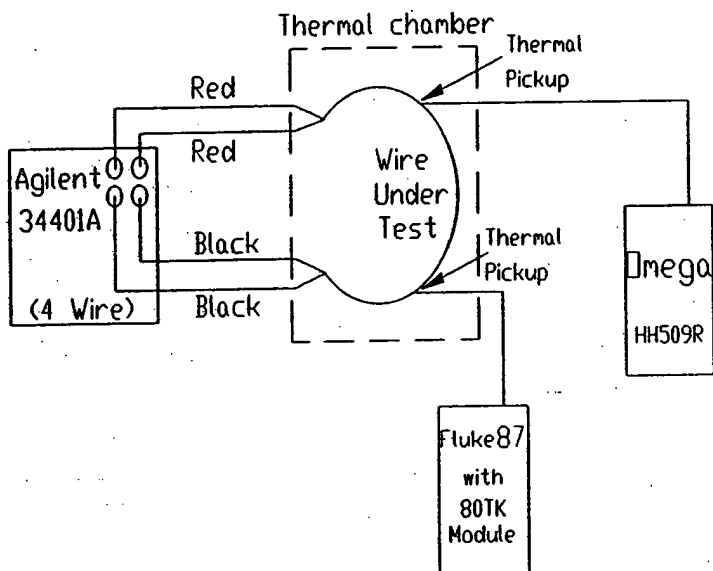 Thermal chamber
Thermal
Pickup
Red
Red
Agilent
34401A
(4 Wire)
Wire
Under
Test
Black
Black
Thermal
Pickup
Omega
HH509R
Fluke87
with
80TK
Module